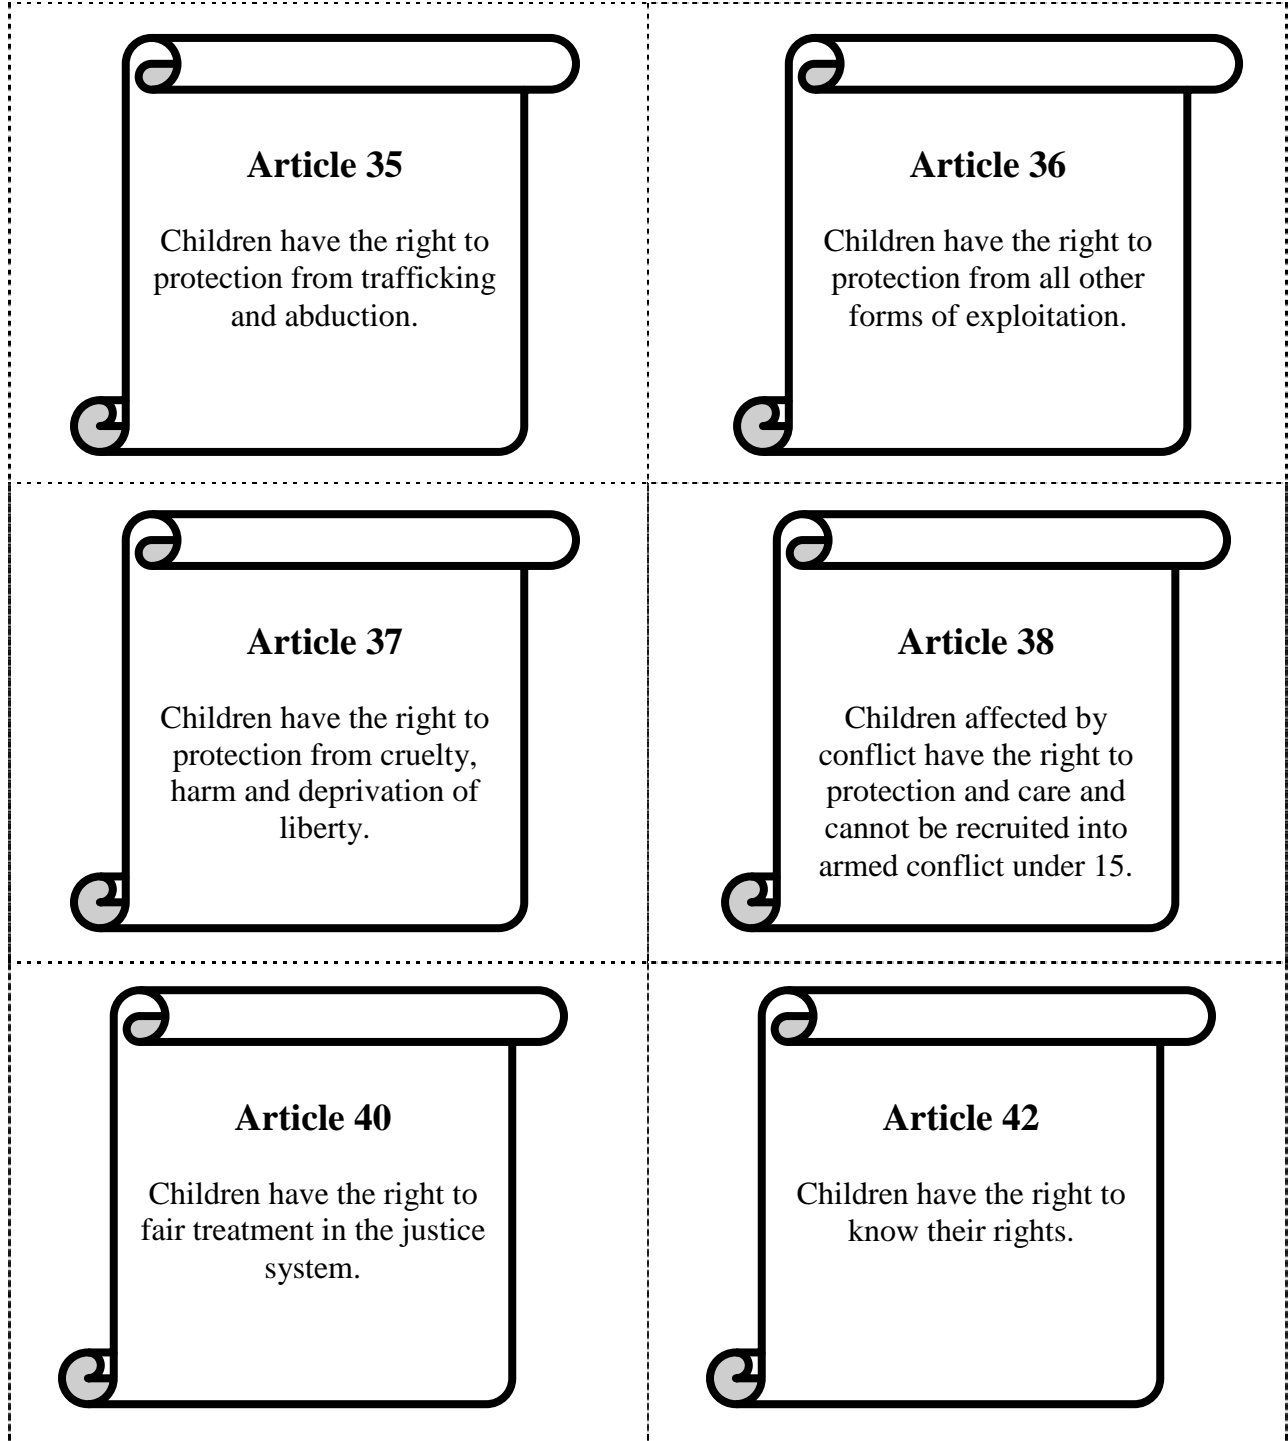 Article 35
Children have the right to
protection from trafficking
and abduction.
Article 36
Children have the right to
protection from all other
forms of exploitation.
Article 37
Children have the right to
protection from cruelty,
harm and deprivation of
liberty.
Article 38
Children affected by
conflict have the right to
protection and care and
cannot be recruited into
armed conflict under 15.
Article 40
Children have the right to
fair treatment in the justice
system.
Article 42
Children have the right to
know their rights.